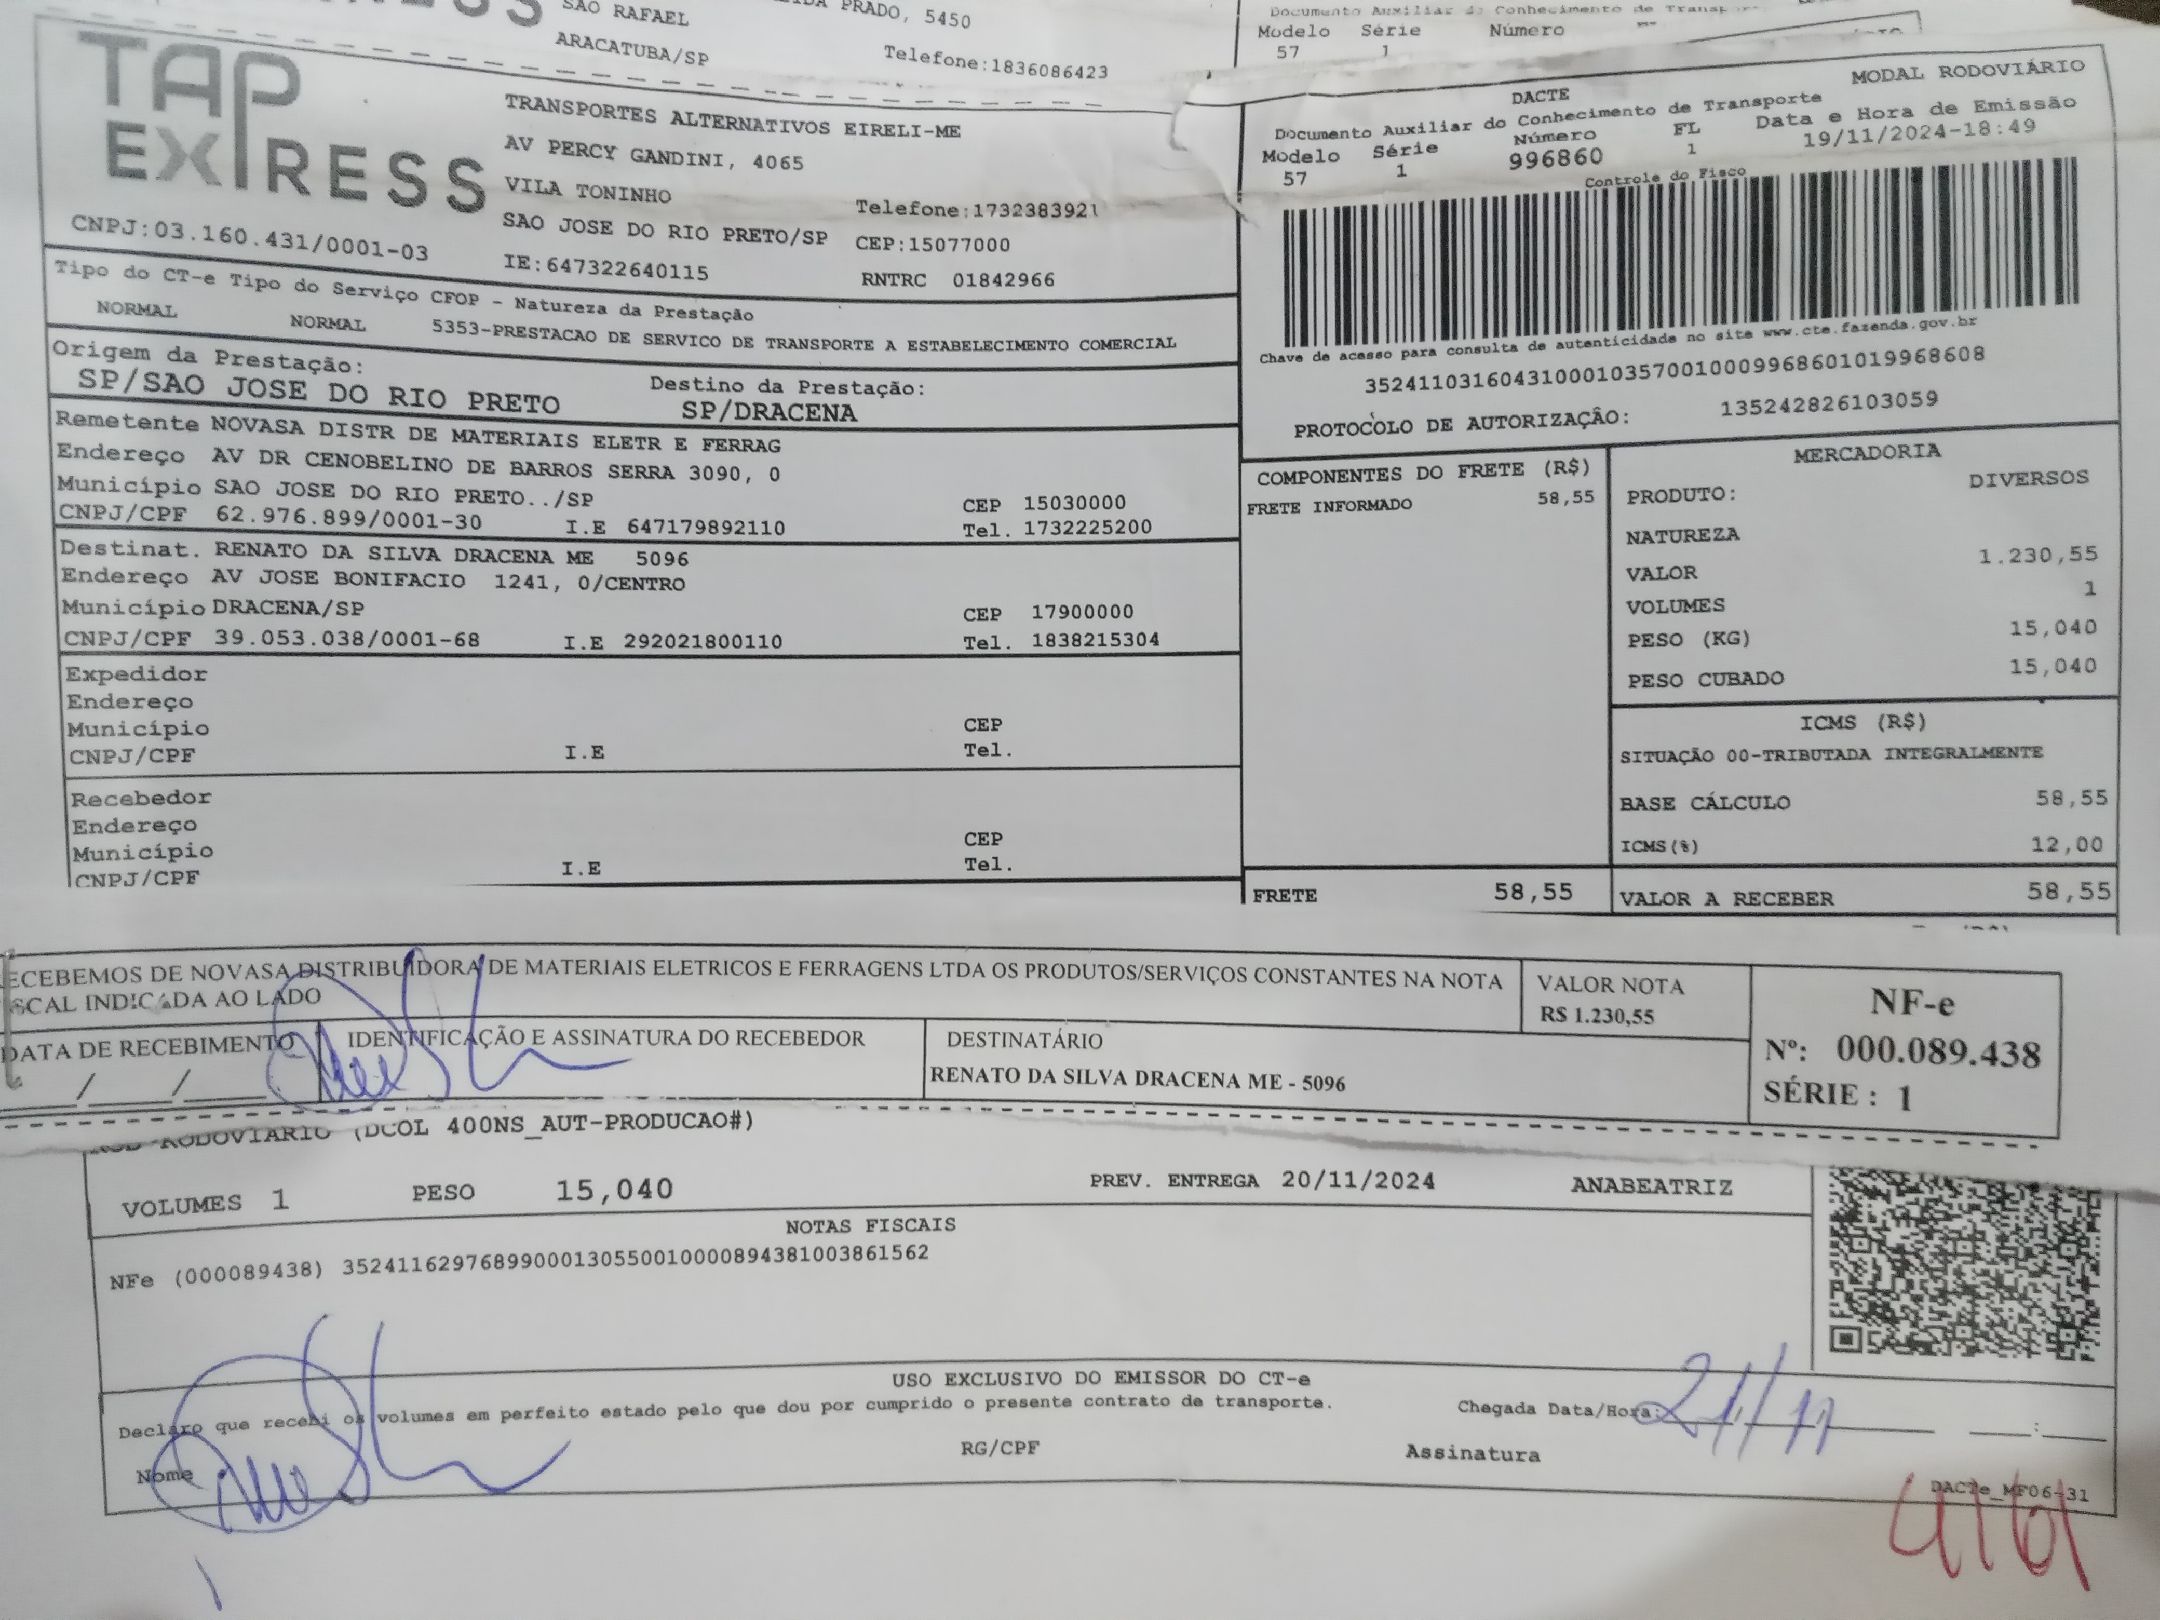 SAO RAFAEL
PRADO, 5450
ARACATUBA/SP
Telefone:1836086423
Documento Auxiliar do Conhecimento de Transp
Modelo Série Número
57 1
TAP EXPRESS
TRANSPORTES ALTERNATIVOS EIRELI-ME
AV PERCY GANDINI, 4065
VILA TONINHO
Telefone:1732383921
SAO JOSE DO RIO PRETO/SP CEP:15077000
CNPJ:03.160.431/0001-03
IE:647322640115
RNTRC 01842966
DACTE MODAL RODOVIÁRIO
Documento Auxiliar do Conhecimento de Transporte
Modelo Série Número FL Data e Hora de Emissão
57 1 996860 1 19/11/2024-18:49
Controle do Fisco
Chave de acesso para consulta de autenticidade no site www.cte.fazenda.gov.br
35241103160431000103570010009968601019968608
PROTOCOLO DE AUTORIZAÇÃO: 135242826103059
Tipo do CT-e Tipo do Serviço CFOP - Natureza da Prestação
NORMAL NORMAL 5353-PRESTACAO DE SERVICO DE TRANSPORTE A ESTABELECIMENTO COMERCIAL
Origem da Prestação: Destino da Prestação:
SP/SAO JOSE DO RIO PRETO SP/DRACENA
Remetente NOVASA DISTR DE MATERIAIS ELETR E FERRAG
Endereço AV DR CENOBELINO DE BARROS SERRA 3090, 0
Município SAO JOSE DO RIO PRETO../SP CEP 15030000
CNPJ/CPF 62.976.899/0001-30 I.E 647179892110 Tel. 1732225200
Destinat. RENATO DA SILVA DRACENA ME 5096
Endereço AV JOSE BONIFACIO 1241, 0/CENTRO
Município DRACENA/SP CEP 17900000
CNPJ/CPF 39.053.038/0001-68 I.E 292021800110 Tel. 1838215304
Expedidor
Endereço
Município CEP
CNPJ/CPF I.E Tel.
Recebedor
Endereço
Município CEP
CNPJ/CPF I.E Tel.
COMPONENTES DO FRETE (R$)
FRETE INFORMADO 58,55
FRETE 58,55
MERCADORIA
PRODUTO: DIVERSOS
NATUREZA
VALOR 1.230,55
VOLUMES 1
PESO (KG) 15,040
PESO CUBADO 15,040
ICMS (R$)
SITUAÇÃO 00-TRIBUTADA INTEGRALMENTE
BASE CÁLCULO 58,55
ICMS(%) 12,00
VALOR A RECEBER 58,55
ECEBEMOS DE NOVASA DISTRIBUIDORA DE MATERIAIS ELETRICOS E FERRAGENS LTDA OS PRODUTOS/SERVIÇOS CONSTANTES NA NOTA
SCAL INDICADA AO LADO
VALOR NOTA
R$ 1.230,55
DATA DE RECEBIMENTO
IDENTIFICAÇÃO E ASSINATURA DO RECEBEDOR
DESTINATÁRIO
RENATO DA SILVA DRACENA ME - 5096
NF-e
Nº: 000.089.438
SÉRIE : 1
RODOVIARIO (DCOL 400NS_AUT-PRODUCAO#)
VOLUMES 1 PESO 15,040 PREV. ENTREGA 20/11/2024 ANABEATRIZ
NOTAS FISCAIS
NFe (000089438) 35241162976899000130550010000894381003861562
USO EXCLUSIVO DO EMISSOR DO CT-e
Declaro que recebi os volumes em perfeito estado pelo que dou por cumprido o presente contrato de transporte.
Chegada Data/Hora: 21/11
Nome RG/CPF Assinatura
DACTe_MF06-31